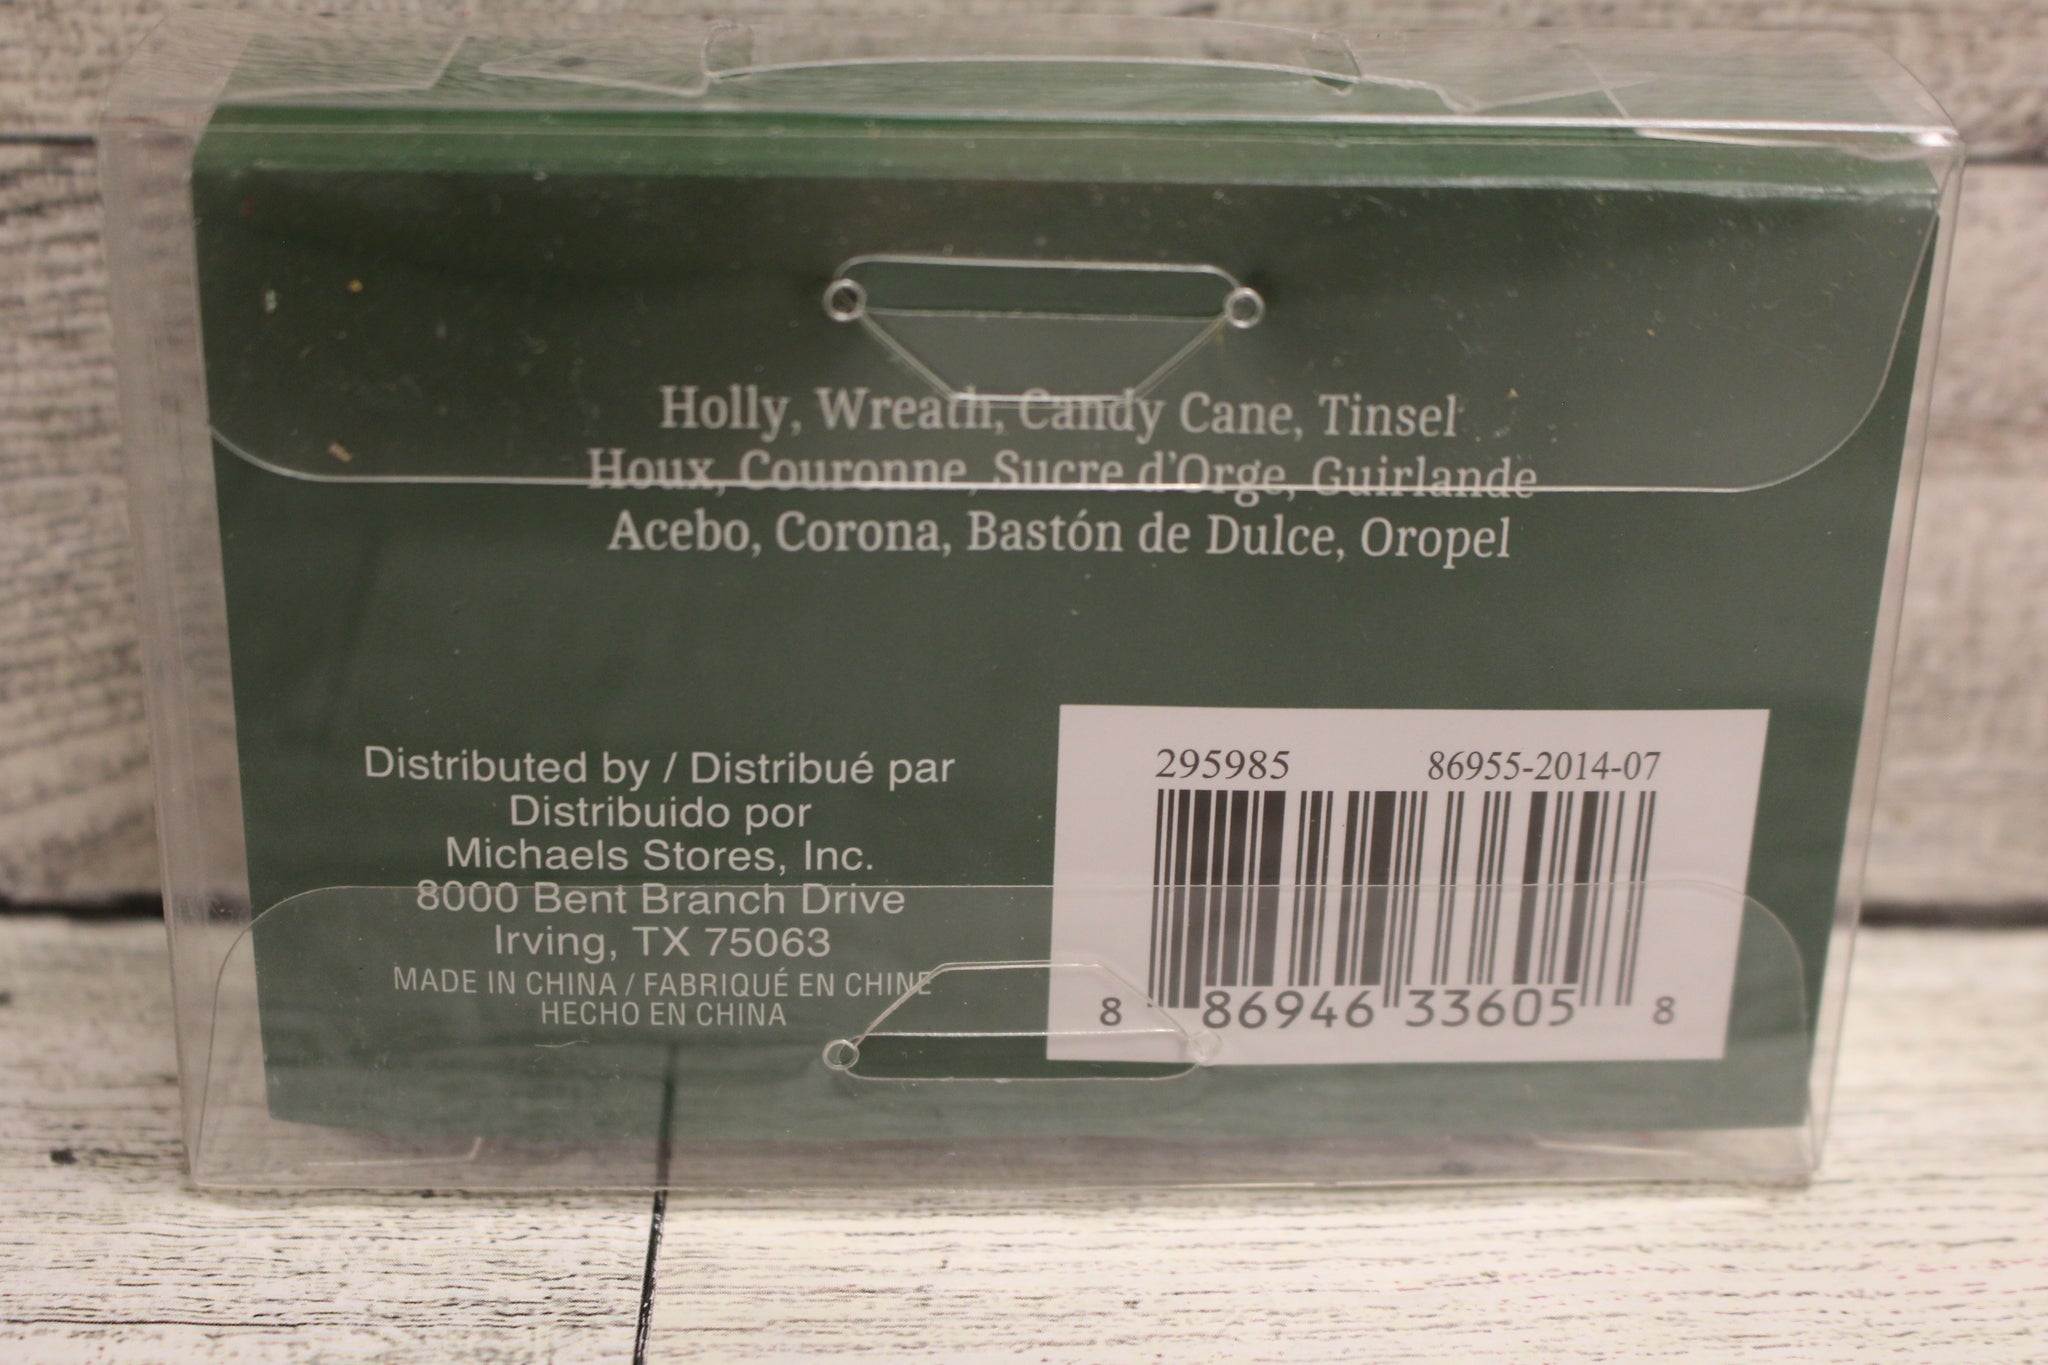 Holly, Wreath, Candy Cane, Tinsel
Houx, Couronne, Sucre d'Orge, Guirlande
Acebo, Corona, Bastón de Dulce, Oropel
Distributed by / Distribué par
Distribuido por
Michaels Stores, Inc.
8000 Bent Branch Drive
Irving, TX 75063
MADE IN CHINA / FABRIQUÉ EN CHINE
HECHO EN CHINA
295985 86955-2014-07
8 86946 33605 8